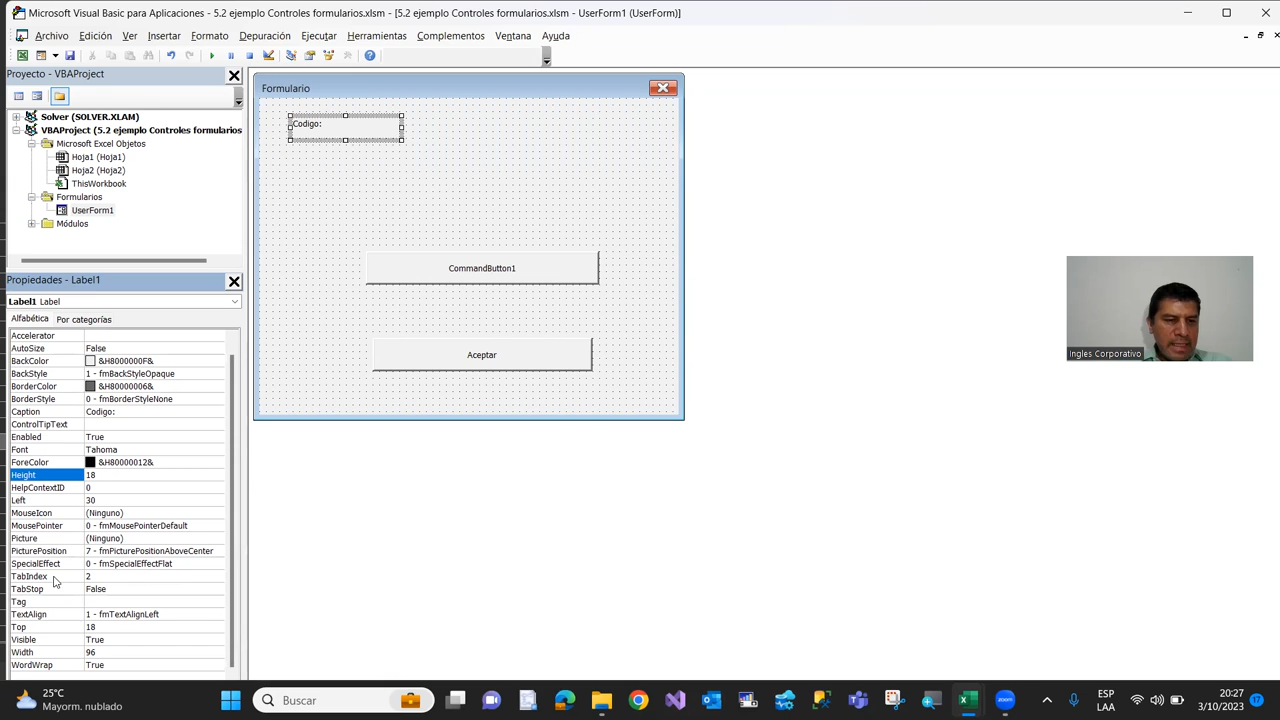 Microsoft Visual Basic para Aplicaciones - 5.2 ejemplo Controles formularios.xlsm - [5.2 ejemplo Controles formularios.xlsm - UserForm1 (UserForm)]
Archivo Edición Ver Insertar Formato Depuración Ejecutar Herramientas Complementos Ventana Ayuda
Proyecto - VBAProject
Solver (SOLVER.XLAM)
VBAProject (5.2 ejemplo Controles formularios
Microsoft Excel Objetos
Hoja1 (Hoja1)
Hoja2 (Hoja2)
ThisWorkbook
Formularios
UserForm1
Módulos
Formulario
Codigo:
CommandButton1
Aceptar
Propiedades - Label1
Label1 Label
Alfabética Por categorías
Accelerator
AutoSize False
BackColor &H8000000F&
BackStyle 1 - fmBackStyleOpaque
BorderColor &H80000006&
BorderStyle 0 - fmBorderStyleNone
Caption Codigo:
ControlTipText
Enabled True
Font Tahoma
ForeColor &H80000012&
Height 18
HelpContextID 0
Left 30
MouseIcon (Ninguno)
MousePointer 0 - fmMousePointerDefault
Picture (Ninguno)
PicturePosition 7 - fmPicturePositionAboveCenter
SpecialEffect 0 - fmSpecialEffectFlat
TabIndex 2
TabStop False
Tag
TextAlign 1 - fmTextAlignLeft
Top 18
Visible True
Width 96
WordWrap True
Ingles Corporativo
25°C
Mayorm. nublado
Buscar
ESP
LAA
20:27
3/10/2023